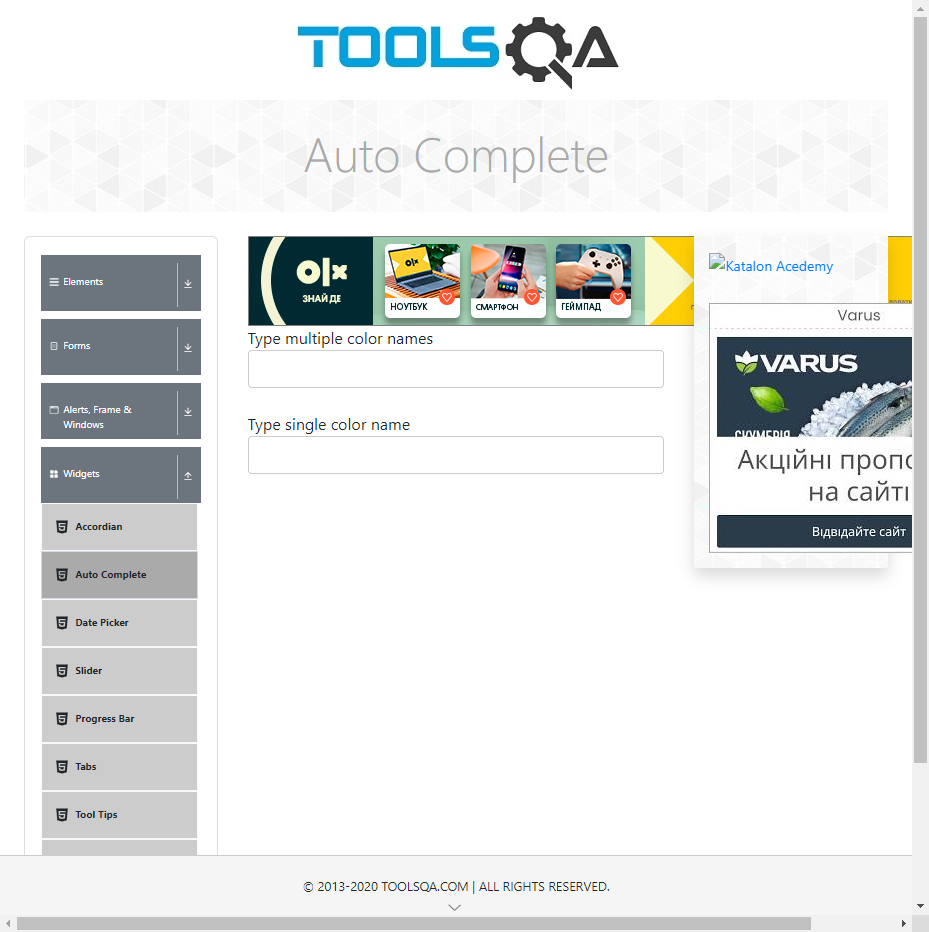 TOOLSQA
Auto Complete
Elements
Forms
Alerts, Frame &
Windows
Widgets
Accordian
Auto Complete
Date Picker
Slider
Progress Bar
Tabs
Tool Tips
olx
ЗНАЙ ДЕ
НОУТБУК
СМАРТФОН
ГЕЙМПАД
Type multiple color names
Type single color name
Katalon Acedemy
Varus
VARUS
СКУМБРІЯ
Акційні пропо
на сайті
Відвідайте сайт
© 2013-2020 TOOLSQA.COM | ALL RIGHTS RESERVED.